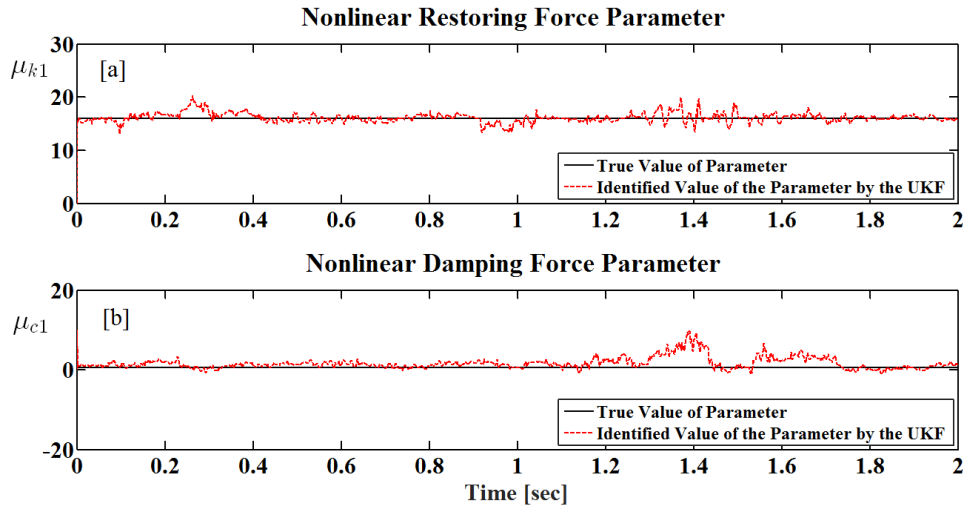 Nonlinear Restoring Force Parameter
30
μk1
[a]
20
10
True Value of Parameter
Identified Value of the Parameter by the UKF
0
0 0.2 0.4 0.6 0.8 1 1.2 1.4 1.6 1.8 2
Nonlinear Damping Force Parameter
20
μc1
[b]
0
True Value of Parameter
Identified Value of the Parameter by the UKF
-20
0 0.2 0.4 0.6 0.8 1 1.2 1.4 1.6 1.8 2
Time [sec]